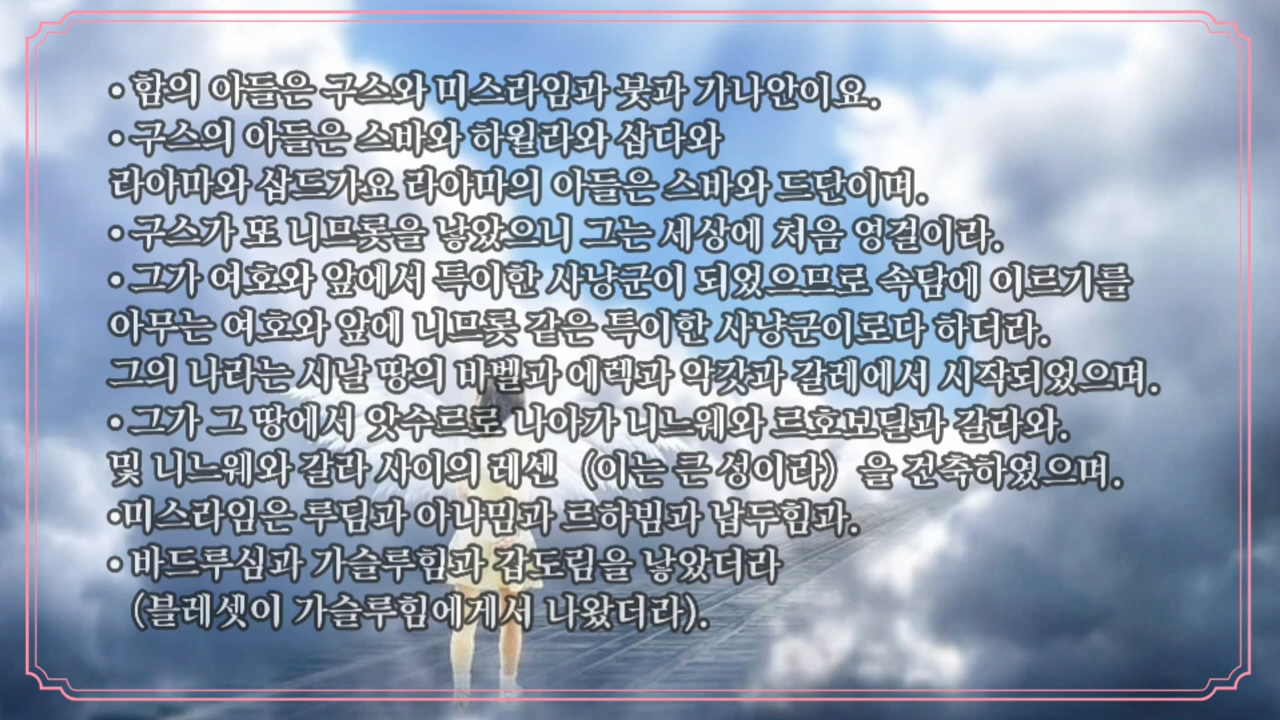 • 함의 아들은 구스와 미스라임과 붓과 가나안이요.
• 구스의 아들은 스바와 하윌라와 삽다와
라아마와 삽드가요 라아마의 아들은 스바와 드단이며.
• 구스가 또 니므롯을 낳았으니 그는 세상에 처음 영걸이라.
• 그가 여호와 앞에서 특이한 사냥군이 되었으므로 속담에 이르기를
아무는 여호와 앞에 니므롯 같은 특이한 사냥군이로다 하더라.
그의 나라는 시날 땅의 바벨과 에렉과 악갓과 갈레에서 시작되었으며.
• 그가 그 땅에서 앗수르로 나아가 니느웨와 르호보딜과 갈라와.
및 니느웨와 갈라 사이의 레센 (이는 큰 성이라) 을 건축하였으며.
•미스라임은 루딤과 아나밈과 르하빔과 납두힘과.
• 바드루심과 가슬루힘과 갑도림을 낳았더라
(블레셋이 가슬루힘에게서 나왔더라).